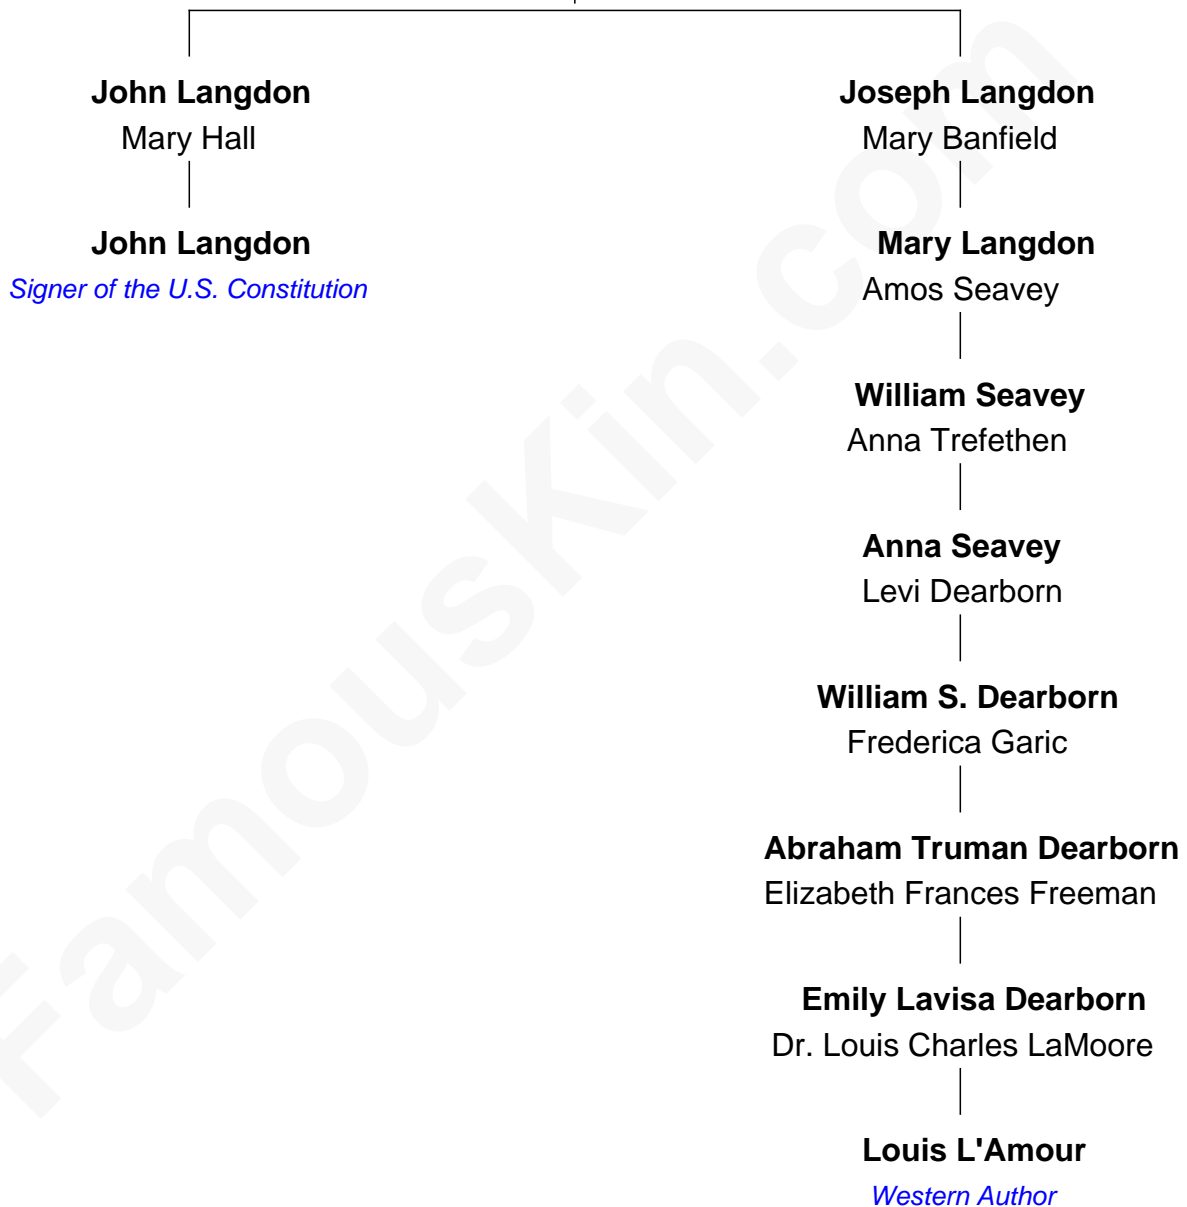 John Langdon
Mary Hall
John Langdon
Signer of the U.S. Constitution
Joseph Langdon
Mary Banfield
Mary Langdon
Amos Seavey
William Seavey
Anna Trefethen
Anna Seavey
Levi Dearborn
William S. Dearborn
Frederica Garic
Abraham Truman Dearborn
Elizabeth Frances Freeman
Emily Lavisa Dearborn
Dr. Louis Charles LaMoore
Louis L'Amour
Western Author
FamousKin.com